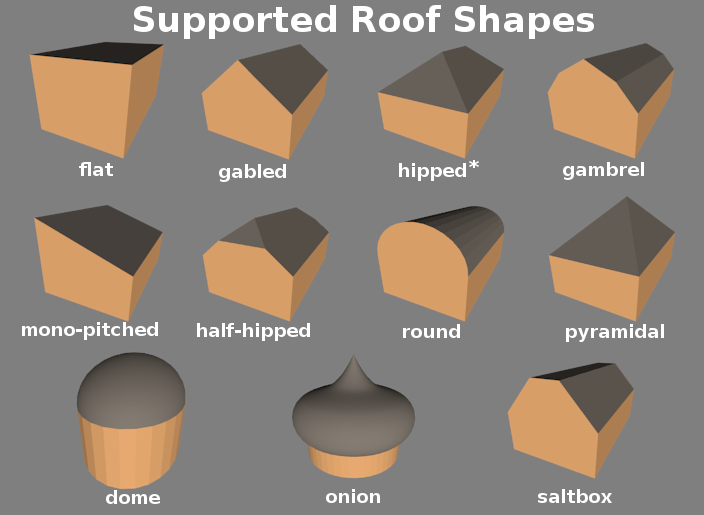 Supported Roof Shapes
flat
gabled
hipped*
gambrel
mono-pitched
half-hipped
round
pyramidal
dome
onion
saltbox